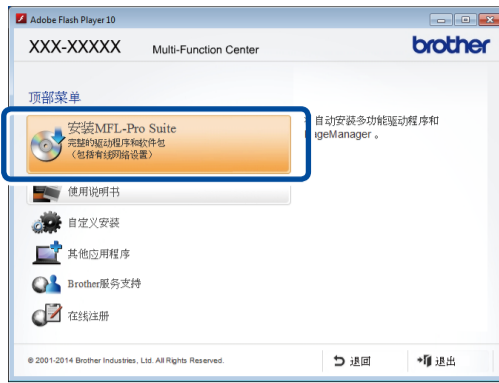 Adobe Flash Player 10
XXX-XXXXX Multi-Function Center brother
顶部菜单
安装MFL-Pro Suite
完整的驱动程序和软件包
(包括有线网络设置)
自动安装多功能驱动程序和
geManager。
使用说明书
自定义安装
其他应用程序
Brother服务支持
在线注册
© 2001-2014 Brother Industries, Ltd. All Rights Reserved.
退回
退出